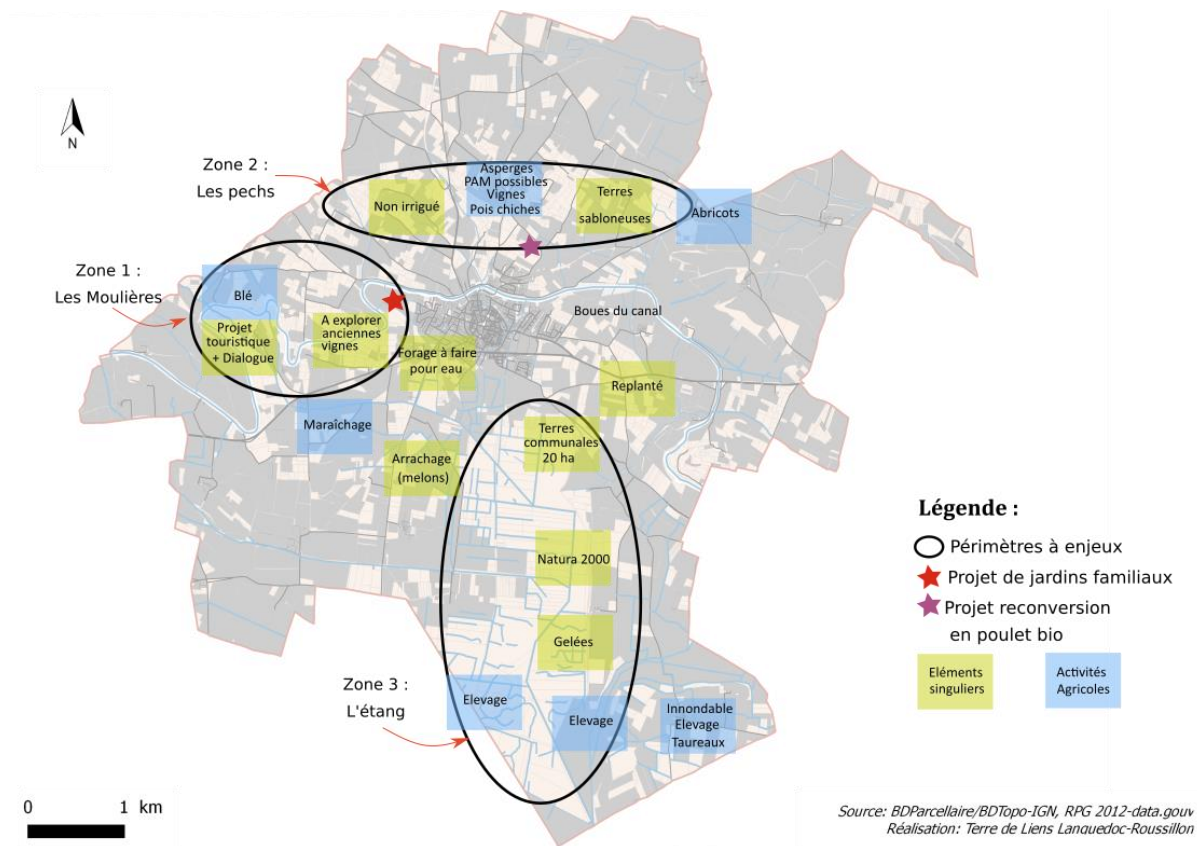 N
Zone 2 :
Les pechs
Asperges
PAM possibles
Vignes
Pois chiches
Non irrigué
Terres
sabloneuses
Abricots
Zone 1 :
Les Moulières
Blé
Projet
touristique
+ Dialogue
A explorer
anciennes
vignes
Forage à faire
pour eau
Boues du canal
Replanté
Maraîchage
Arrachage
(melons)
Terres
communales
20 ha
Natura 2000
Gelées
Zone 3 :
L'étang
Elevage
Elevage
Innondable
Elevage
Taureaux
Légende :
Périmètres à enjeux
Projet de jardins familiaux
Projet reconversion
en poulet bio
Eléments
singuliers
Activités
Agricoles
0 1 km
Source: BDParcellaire/BDTopo-IGN, RPG 2012-data.gouv
Réalisation: Terre de Liens Languedoc-Roussillon